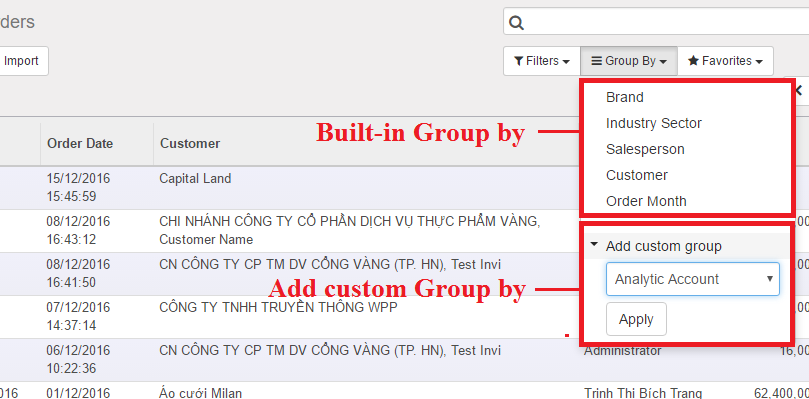 ders
Import
Filters
Group By
Favorites
Brand
Industry Sector
Salesperson
Customer
Order Month
Built-in Group by
Order Date Customer
15/12/2016 Capital Land
15:45:59
08/12/2016 CHI NHÁNH CÔNG TY CỔ PHẦN DỊCH VỤ THỰC PHẨM VÀNG,
16:43:12 Customer Name
Add custom group
08/12/2016 CN CÔNG TY CP TM DV CỔNG VÀNG (TP. HN), Test Invi
16:41:50
Analytic Account
Add custom Group by
07/12/2016 CÔNG TY TNHH TRUYỀN THÔNG WPP
14:37:14
Apply
06/12/2016 CN CÔNG TY CP TM DV CỔNG VÀNG (TP. HN), Test Invi Administrator 16,00
10:22:36
016 01/12/2016 Áo cưới Milan Trinh Thi Bích Trang 62,400,00